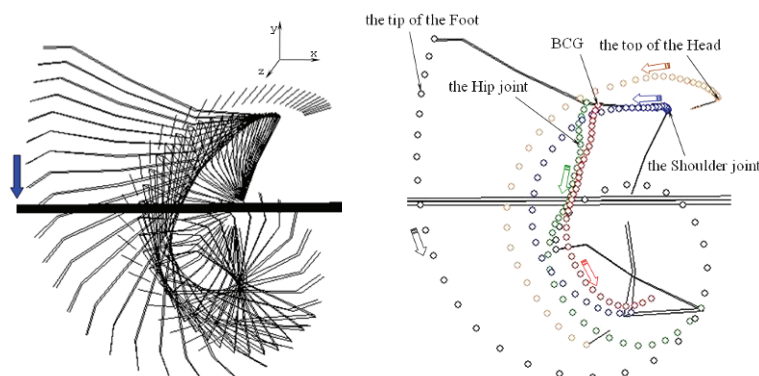 y
x
z
the tip of the Foot
BCG
the top of the Head
the Hip joint
the Shoulder joint